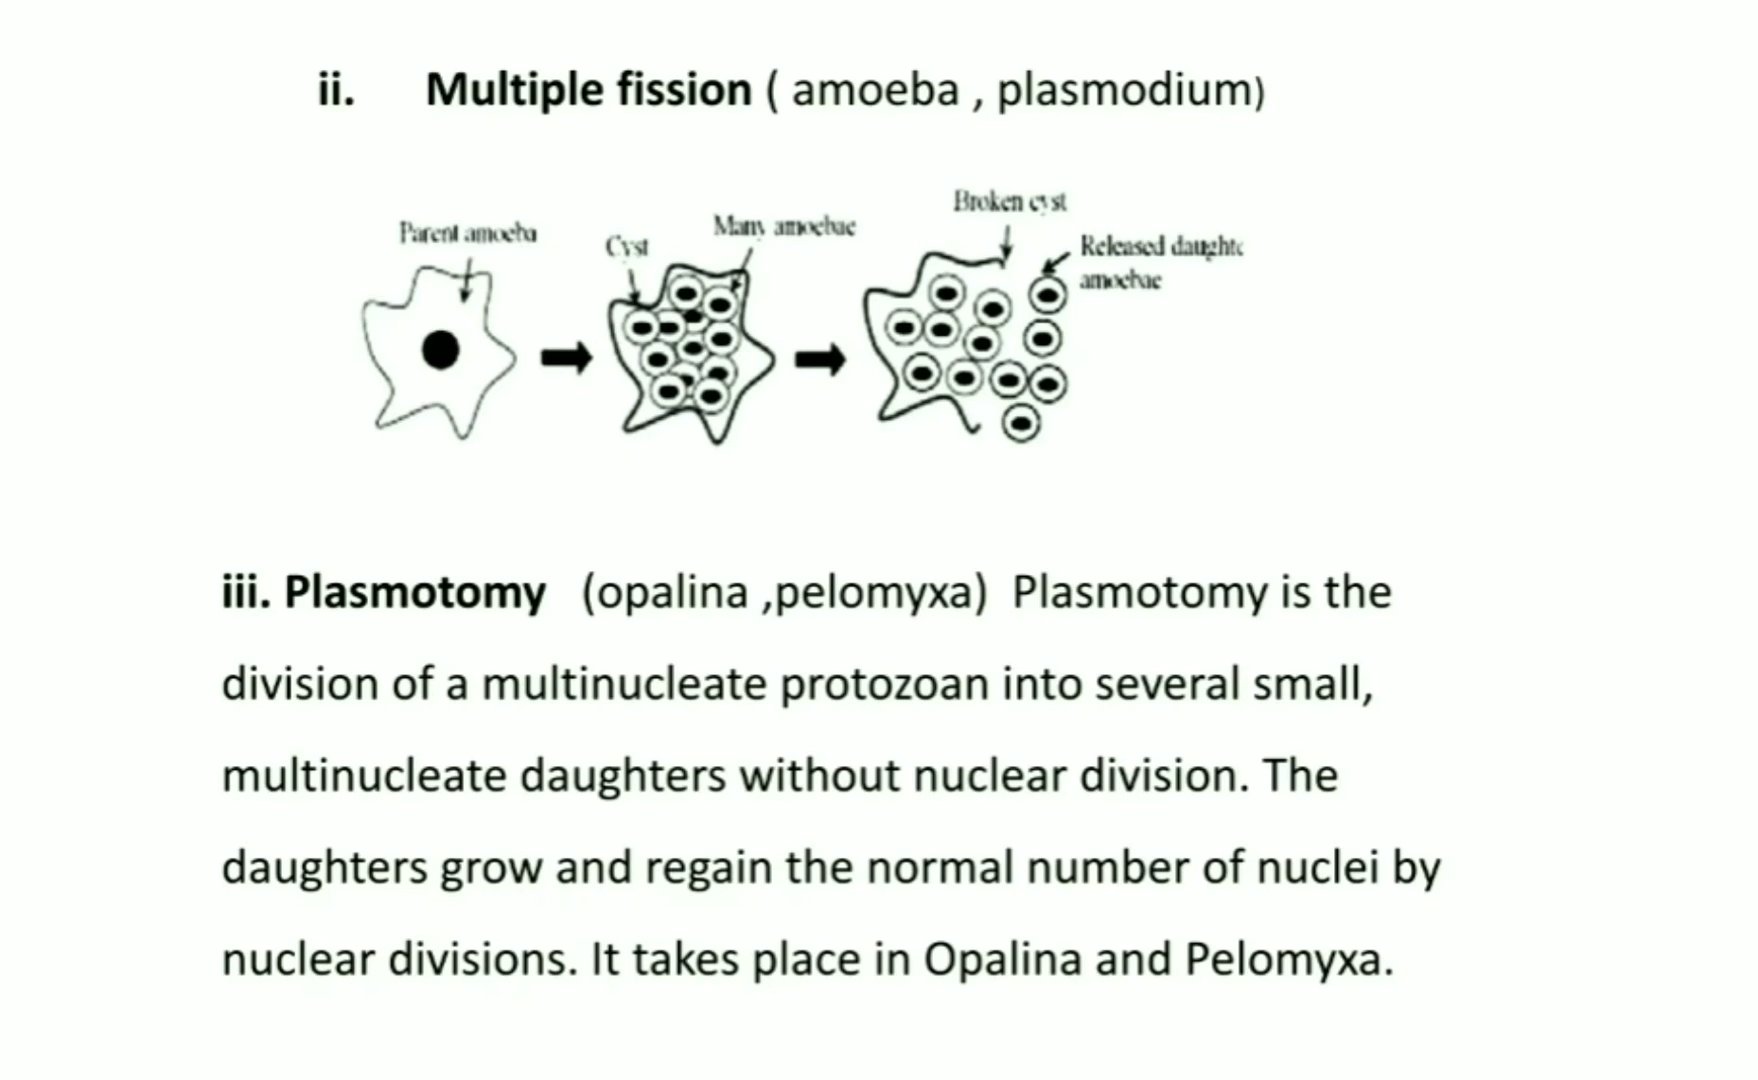 ii. Multiple fission ( amoeba , plasmodium)
Broken cyst
Many amoebae
Parent amoeba
Cyst
Released daughte
amoebae
iii. Plasmotomy (opalina ,pelomyxa) Plasmotomy is the
division of a multinucleate protozoan into several small,
multinucleate daughters without nuclear division. The
daughters grow and regain the normal number of nuclei by
nuclear divisions. It takes place in Opalina and Pelomyxa.